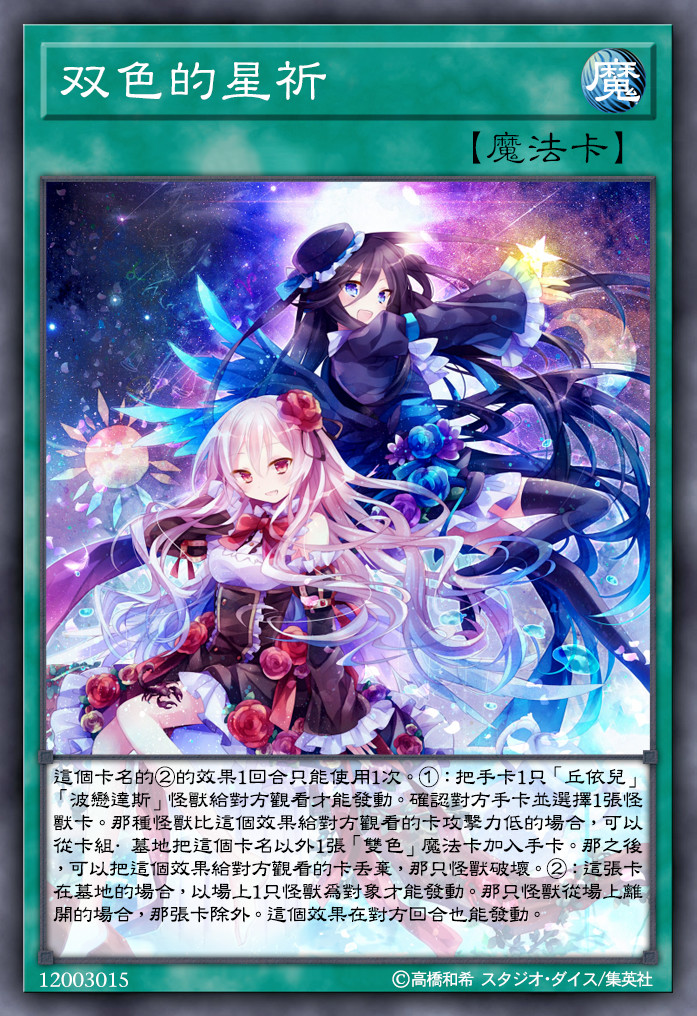 双色的星祈
魔
【魔法卡】
這個卡名的②的效果1回合只能使用1次。①：把手卡1只「丘依兒」
「波戀達斯」怪獸給對方觀看才能發動。確認對方手卡並選擇1張怪
獸卡。那種怪獸比這個效果給對方觀看的卡攻擊力低的場合，可以
從卡組·墓地把這個卡名以外1張「雙色」魔法卡加入手卡。那之後
，可以把這個效果給對方觀看的卡丟棄，那只怪獸破壞。②：這張卡
在墓地的場合，以場上1只怪獸爲對象才能發動。那只怪獸從場上離
開的場合，那張卡除外。這個效果在對方回合也能發動。
12003015
©高橋和希 スタジオ・ダイス/集英社